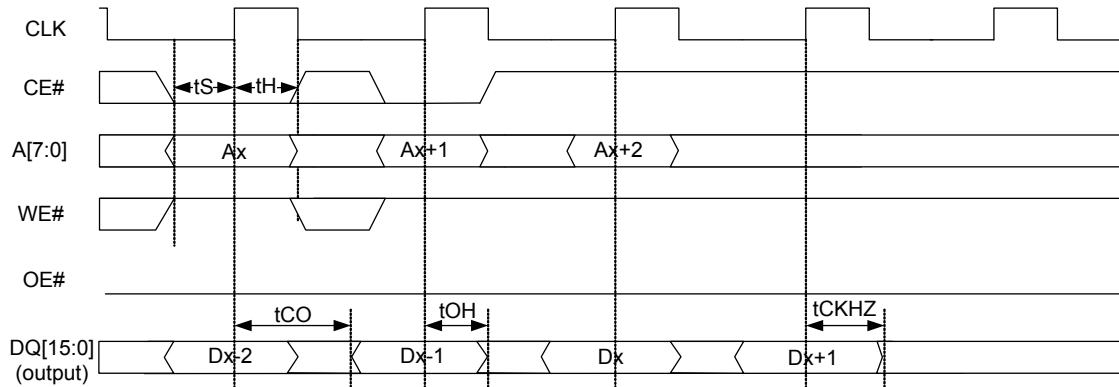 CLK
CE#
tS
tH
A[7:0]
Ax
Ax+1
Ax+2
WE#
OE#
tCO
tOH
tCKHZ
DQ[15:0]
(output)
Dx-2
Dx-1
Dx
Dx+1